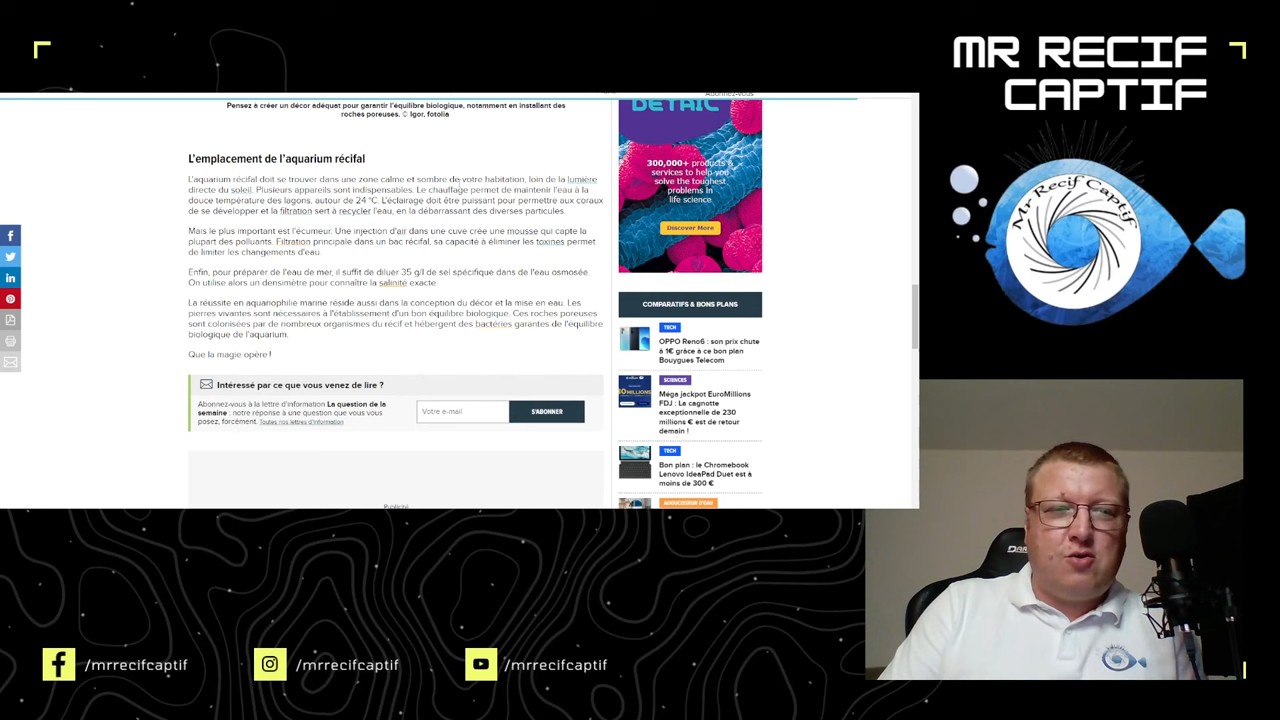 MR RECIF
CAPTIF
Abonnez-vous
Pensez à créer un décor adéquat pour garantir l'équilibre biologique, notamment en installant des
roches poreuses. © Igor, fotolia
L'emplacement de l'aquarium récifal
L'aquarium récifal doit se trouver dans une zone calme et sombre de votre habitation, loin de la lumière
directe du soleil. Plusieurs appareils sont indispensables. Le chauffage permet de maintenir l'eau à la
douce température des lagons, autour de 24 °C. L'éclairage doit être puissant pour permettre aux coraux
de se développer et la filtration sert à recycler l'eau, en la débarrassant des diverses particules.
Mais le plus important est l'écumeur. Une injection d'air dans une cuve crée une mousse qui capte la
plupart des polluants. Filtration principale dans un bac récifal, sa capacité à éliminer les toxines permet
de limiter les changements d'eau.
Enfin, pour préparer de l'eau de mer, il suffit de diluer 35 g/l de sel spécifique dans de l'eau osmosée.
On utilise alors un densimètre pour connaître la salinité exacte
La réussite en aquariophilie marine réside aussi dans la conception du décor et la mise en eau. Les
pierres vivantes sont nécessaires à l'établissement d'un bon équilibre biologique. Ces roches poreuses
sont colonisées par de nombreux organismes du récif et hébergent des bactéries garantes de l'équilibre
biologique de l'aquarium.
Que la magie opère !
Intéressé par ce que vous venez de lire ?
Abonnez-vous à la lettre d'information La question de la
semaine : notre réponse à une question que vous vous
posez, forcément. Toutes nos lettres d'information
Votre e-mail
S'ABONNER
Publicité
300,000+ products &
services to help you
solve the toughest
problems in
life science.
Discover More
COMPARATIFS & BONS PLANS
TECH
OPPO Reno6 : son prix chute
à 1€ grâce à ce bon plan
Bouygues Telecom
SCIENCES
Méga jackpot EuroMillions
FDJ : La cagnotte
exceptionnelle de 230
millions € est de retour
demain !
TECH
Bon plan : le Chromebook
Lenovo IdeaPad Duet est à
moins de 300 €
ADOUCISSEUR D'EAU
Mr Recif Captif
/mrrecifcaptif
/mrrecifcaptif
/mrrecifcaptif